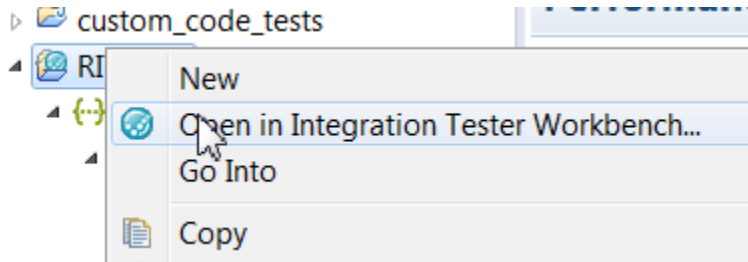 custom_code_tests
RI
New
Open in Integration Tester Workbench...
Go Into
Copy